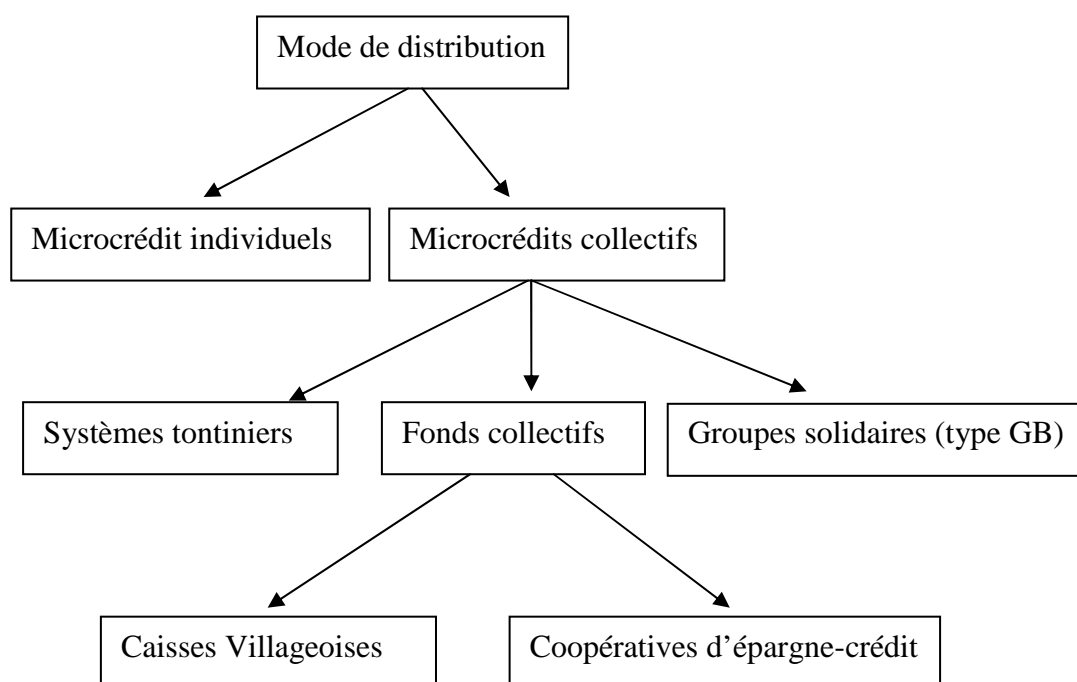 Mode de distribution
Microcrédit individuels
Microcrédits collectifs
Systèmes tontiniers
Fonds collectifs
Groupes solidaires (type GB)
Caisses Villageoises
Coopératives d’épargne-crédit